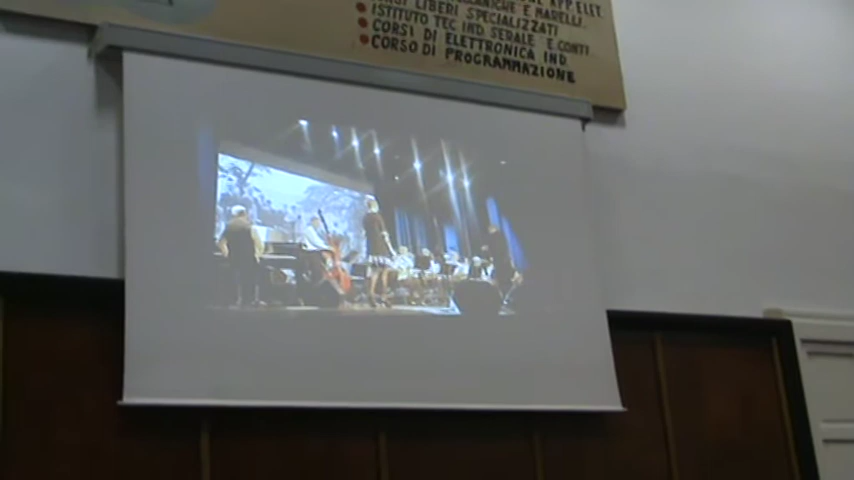 APP.ELET.
E MARELLI.
LIBERI SPECIALIZZATI
ISTITUTO TEC. IND. SERALE E CONTI
CORSI DI ELETTRONICA IND.
CORSO DI PROGRAMMAZIONE